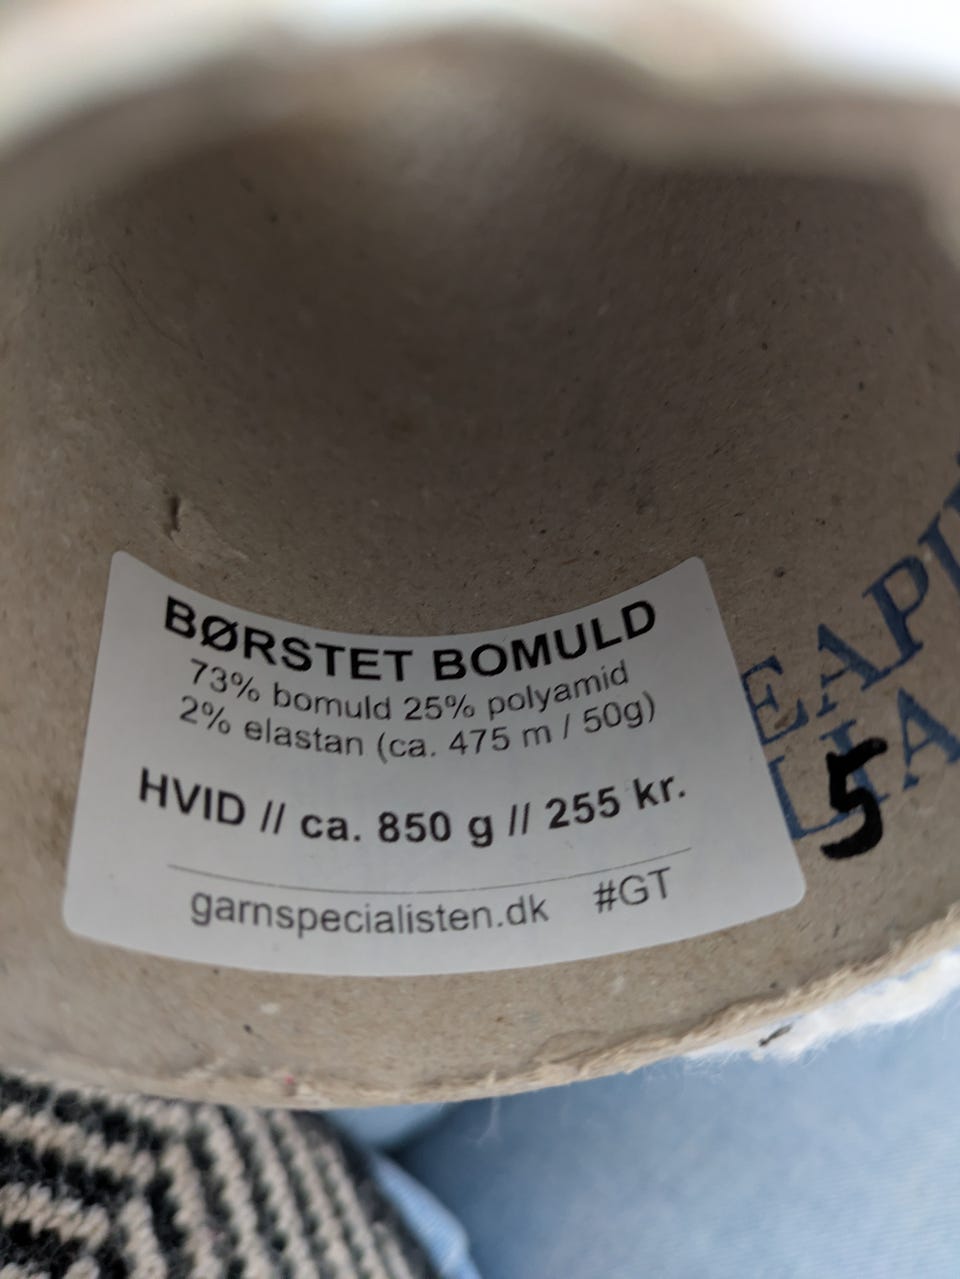 BØRSTET BOMULD
73% bomuld 25% polyamid
2% elastan (ca. 475 m / 50g)
HVID // ca. 850 g // 255 kr.
garnspecialisten.dk #GT
5